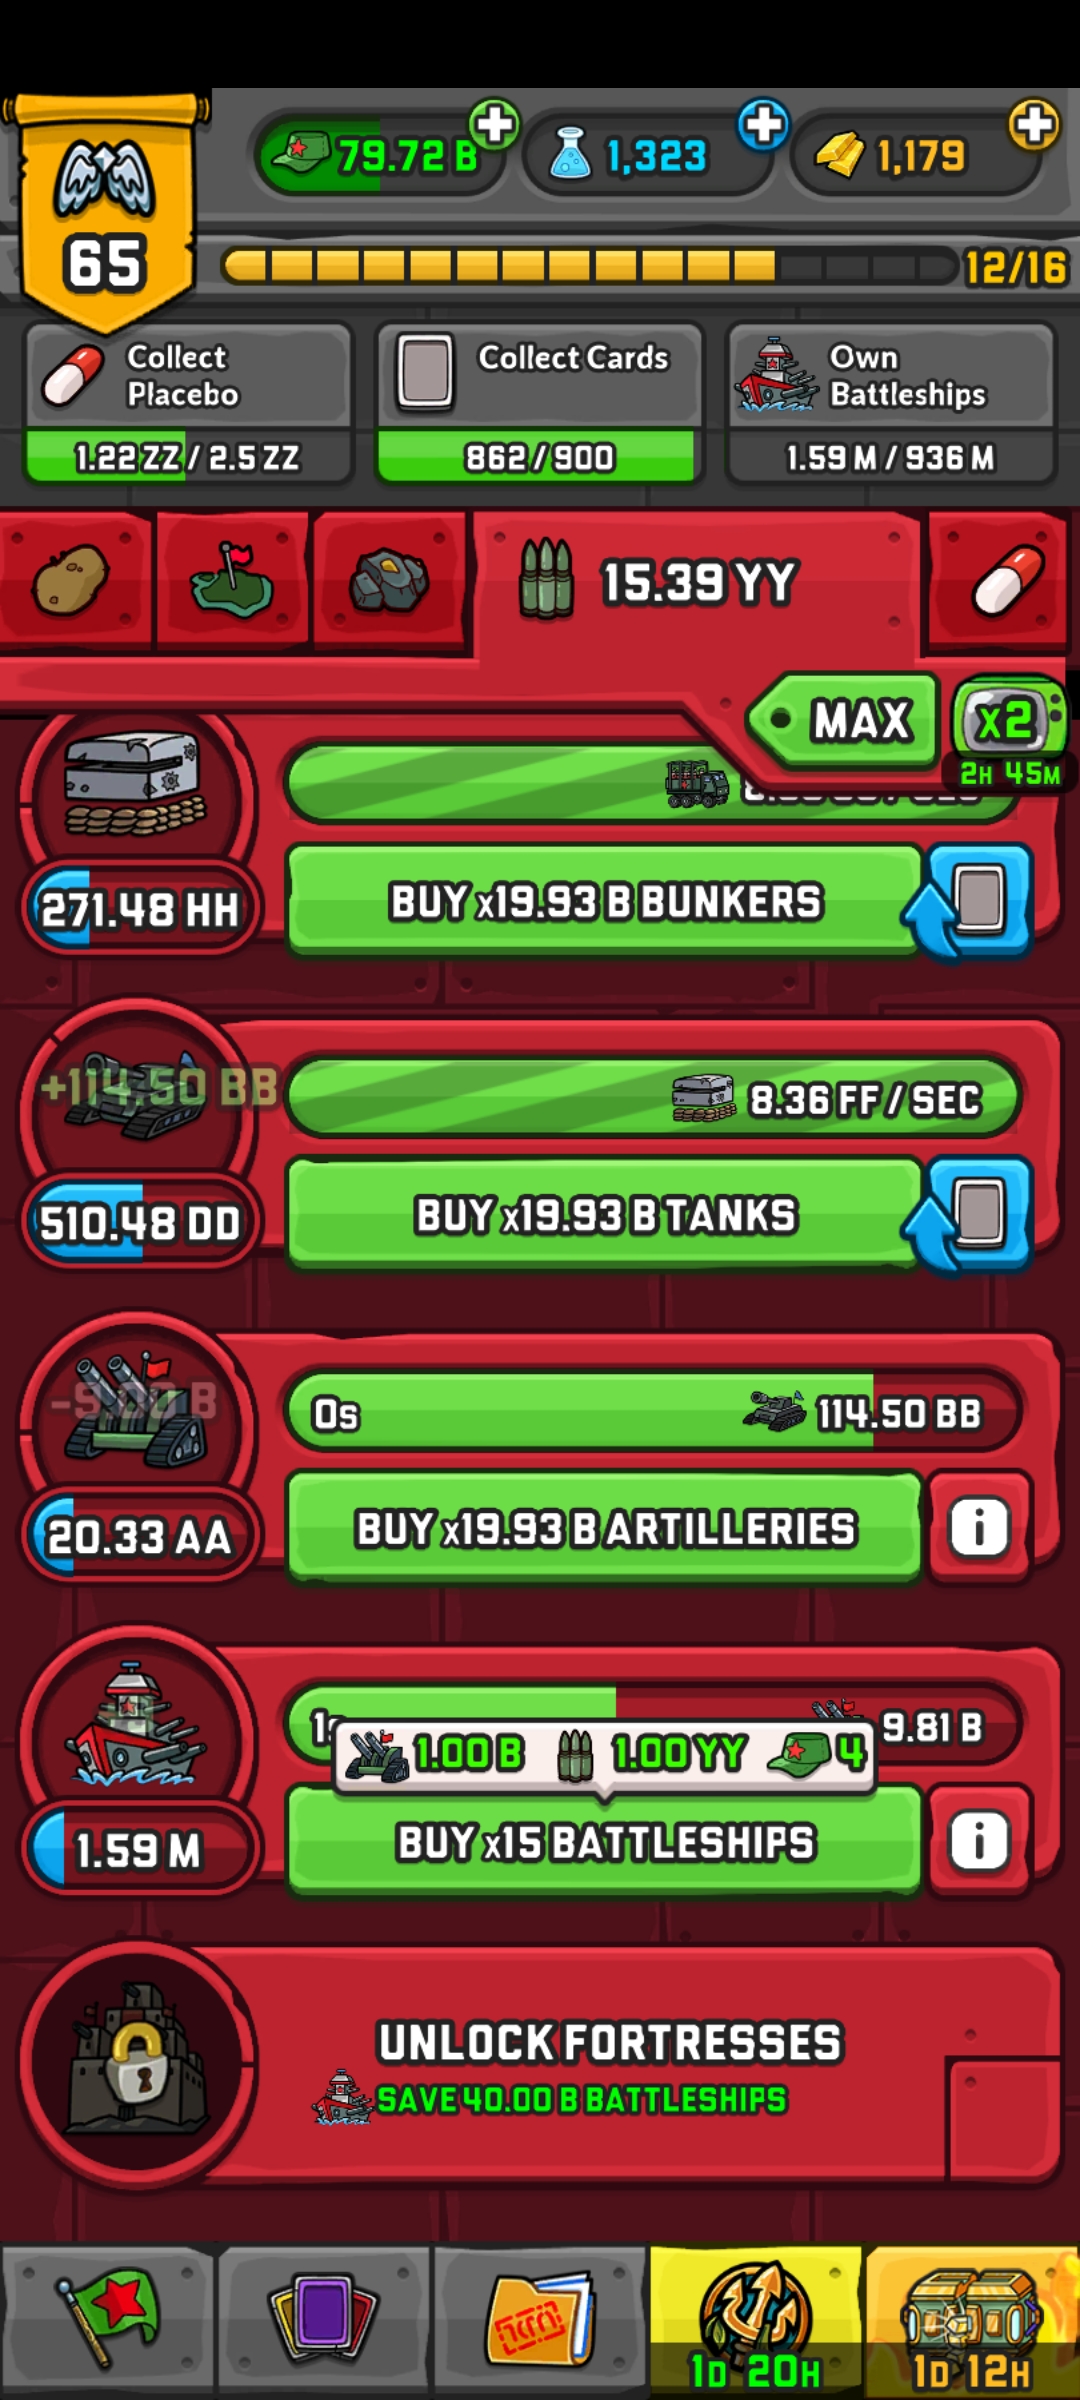 79.72 B
1,323
1,179
65
12/16
Collect
Placebo
Collect Cards
Own
Battleships
1.22 ZZ / 2.5 ZZ
862 / 900
1.59 M / 936 M
15.39 YY
MAX
x2
2H 45M
271.48 HH
BUY x19.93 B BUNKERS
+114.50 BB
8.36 FF / SEC
510.48 DD
BUY x19.93 B TANKS
0s
114.50 BB
20.33 AA
BUY x19.93 B ARTILLERIES
9.81 B
1.00 B
1.00 YY
4
1.59 M
BUY x15 BATTLESHIPS
UNLOCK FORTRESSES
SAVE 40.00 B BATTLESHIPS
1D 20H
1D 12H